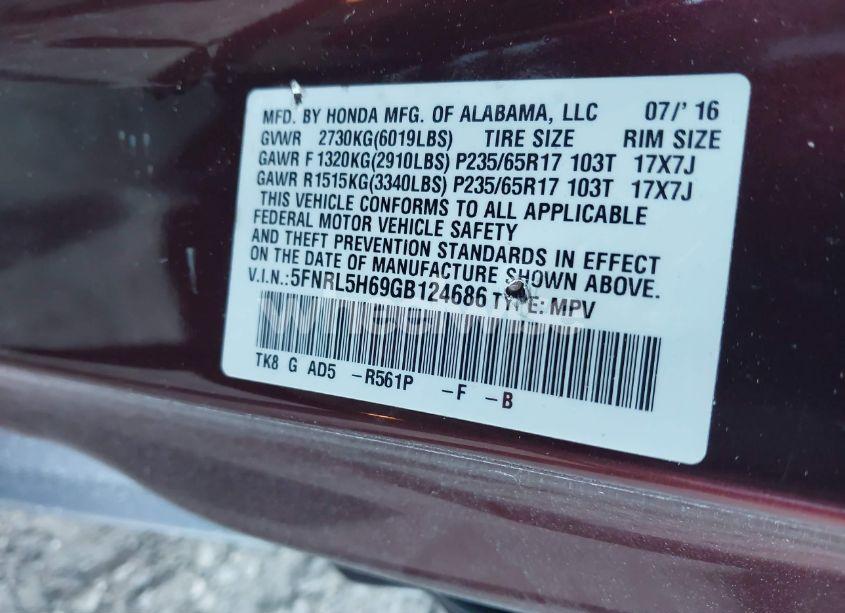 MFD. BY HONDA MFG. OF ALABAMA, LLC 07/' 16
GVWR 2730KG(6019LBS) TIRE SIZE RIM SIZE
GAWR F 1320KG(2910LBS) P235/65R17 103T 17X7J
GAWR R1515KG(3340LBS) P235/65R17 103T 17X7J
THIS VEHICLE CONFORMS TO ALL APPLICABLE
FEDERAL MOTOR VEHICLE SAFETY
AND THEFT PREVENTION STANDARDS IN EFFECT
ON THE DATE OF MANUFACTURE SHOWN ABOVE.
V.I.N.:5FNRL5H69GB124686 TYPE: MPV
TK8 G AD5 -R561P -F -B